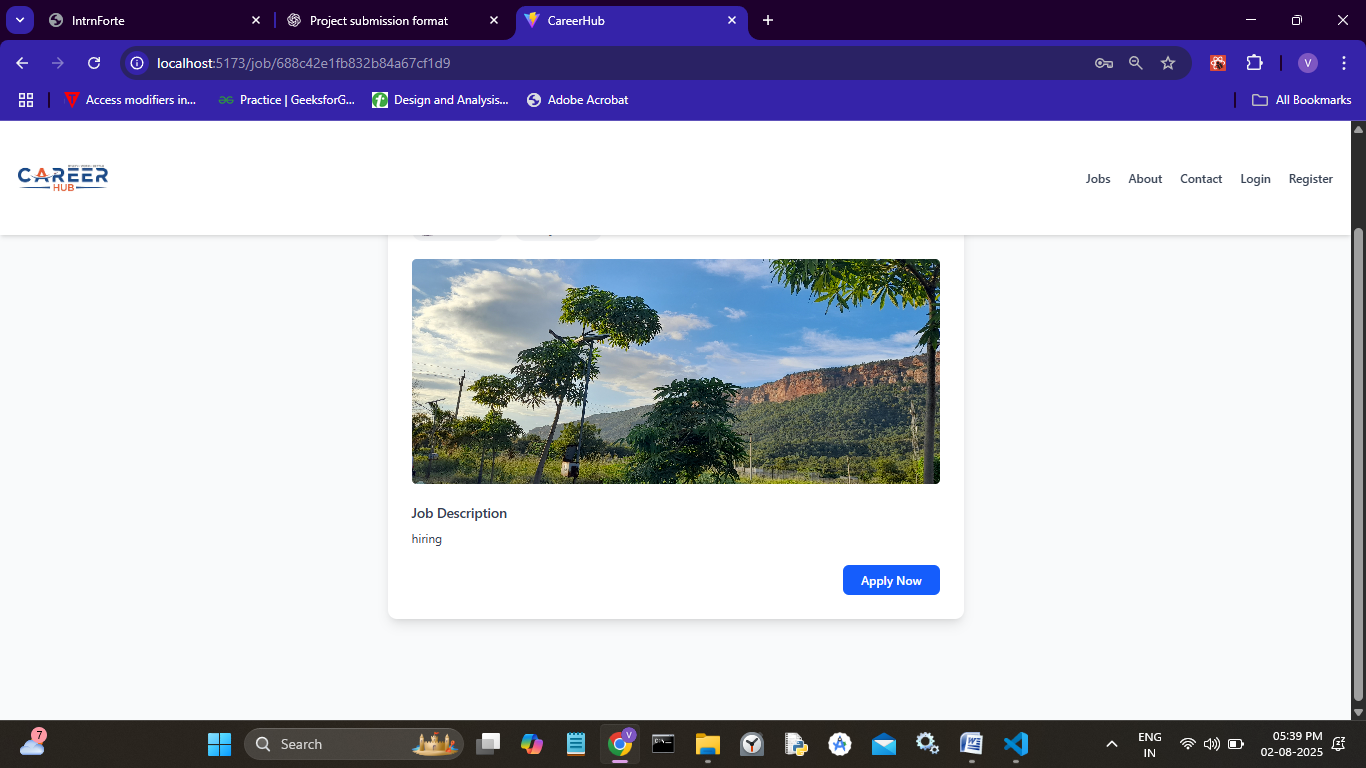 IntrnForte
Project submission format
CareerHub
localhost:5173/job/688c42e1fb832b84a67cf1d9
V
Access modifiers in...
Practice | GeeksforG...
Design and Analysis...
Adobe Acrobat
All Bookmarks
CAREER
HUB
Jobs
About
Contact
Login
Register
Job Description
hiring
Apply Now
7
Search
V
ENG
IN
05:39 PM
02-08-2025